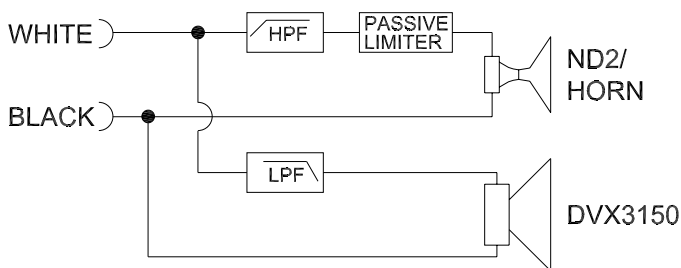 WHITE
HPF
PASSIVE
LIMITER
ND2/
HORN
BLACK
LPF
DVX3150